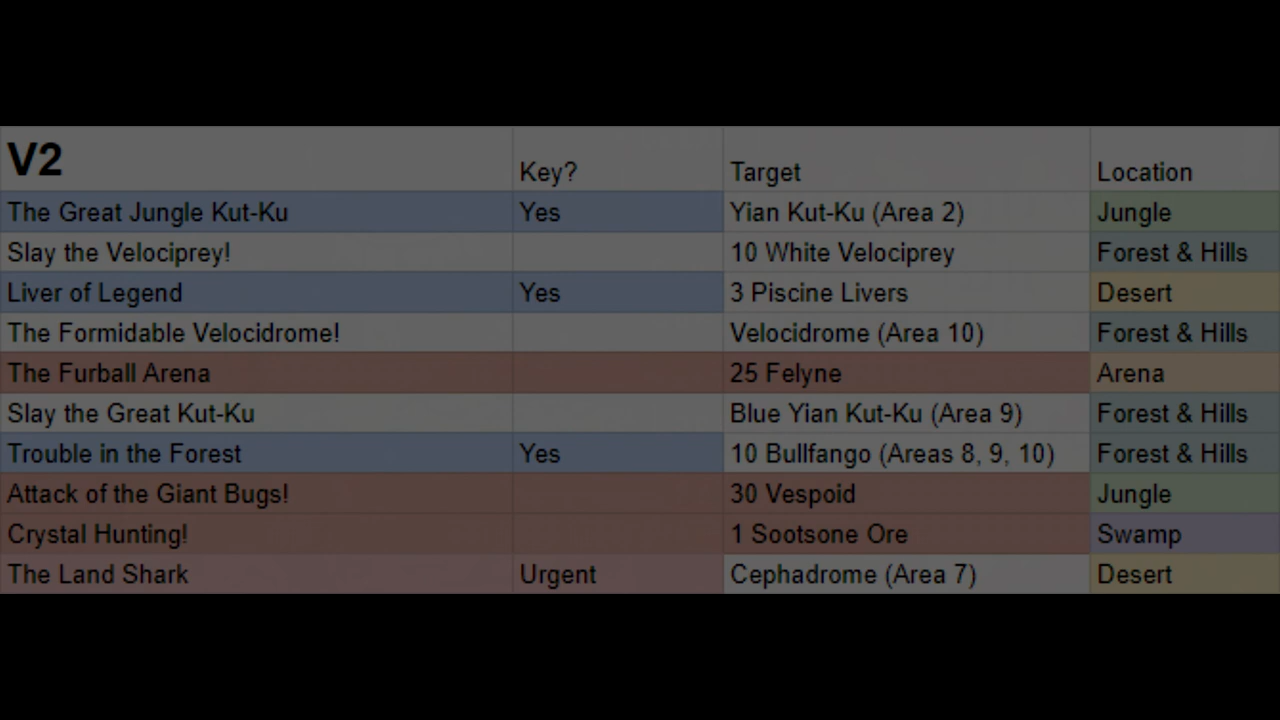 V2 Key? Target Location
The Great Jungle Kut-Ku Yes Yian Kut-Ku (Area 2) Jungle
Slay the Velociprey! 10 White Velociprey Forest & Hills
Liver of Legend Yes 3 Piscine Livers Desert
The Formidable Velocidrome! Velocidrome (Area 10) Forest & Hills
The Furball Arena 25 Felyne Arena
Slay the Great Kut-Ku Blue Yian Kut-Ku (Area 9) Forest & Hills
Trouble in the Forest Yes 10 Bullfango (Areas 8, 9, 10) Forest & Hills
Attack of the Giant Bugs! 30 Vespoid Jungle
Crystal Hunting! 1 Sootsone Ore Swamp
The Land Shark Urgent Cephadrome (Area 7) Desert